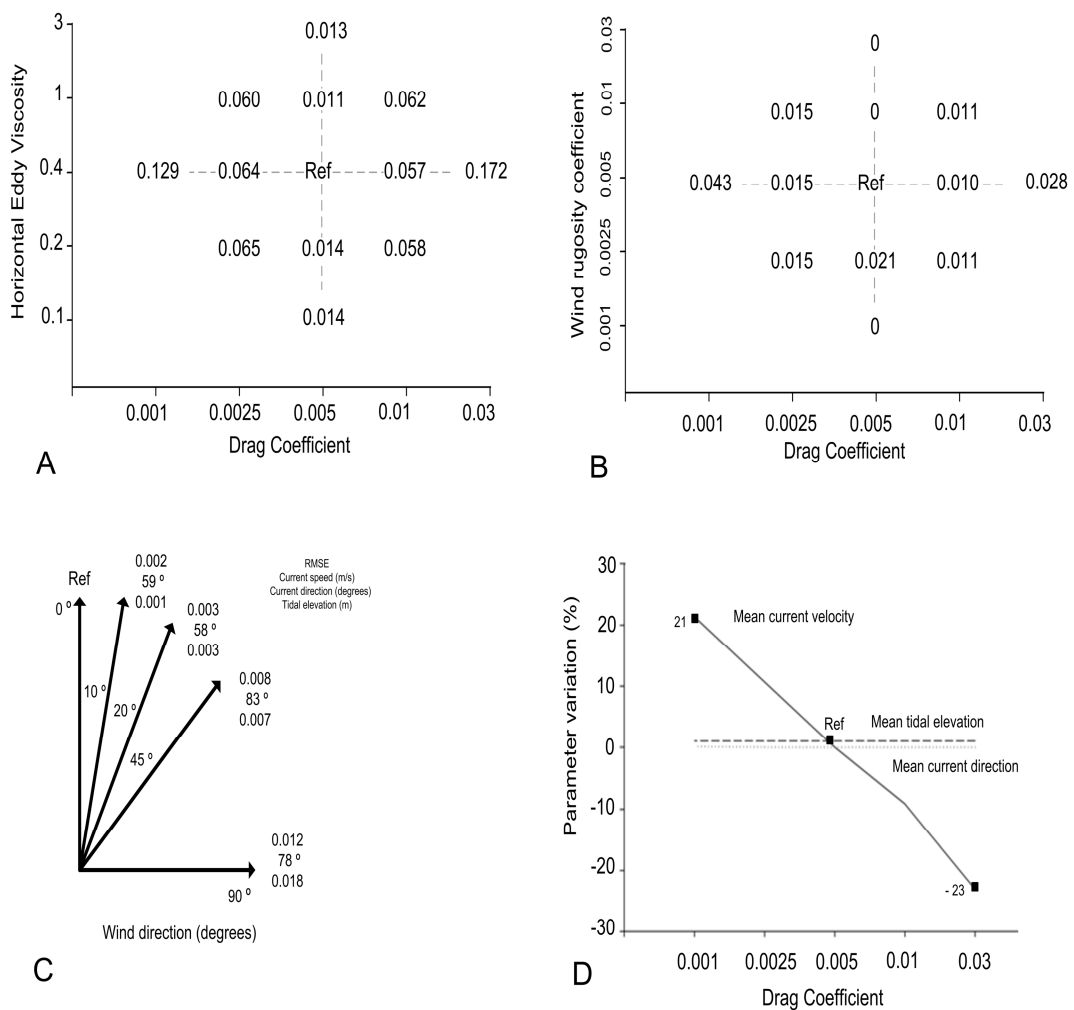 Horizontal Eddy Viscosity
3
0.013
1
0.060 0.011 0.062
0.4
0.129 0.064 Ref 0.057 0.172
0.2
0.065 0.014 0.058
0.1
0.014
0.001 0.0025 0.005 0.01 0.03
Drag Coefficient
A
Wind rugosity coefficient
0.03
0
0.01
0.015 0 0.011
0.005
0.043 0.015 Ref 0.010 0.028
0.0025
0.015 0.021 0.011
0.001
0
0.001 0.0025 0.005 0.01 0.03
Drag Coefficient
B
Ref
0 º
0.002
59 º
0.001
0.003
58 º
0.003
0.008
83 º
0.007
0.012
78 º
0.018
10 º
20 º
45 º
90 º
RMSE
Current speed (m/s)
Current direction (degrees)
Tidal elevation (m)
Wind direction (degrees)
C
Parameter variation (%)
30
20
10
0
-10
-20
-30
21
Mean current velocity
Ref
Mean tidal elevation
Mean current direction
- 23
0.001 0.0025 0.005 0.01 0.03
Drag Coefficient
D